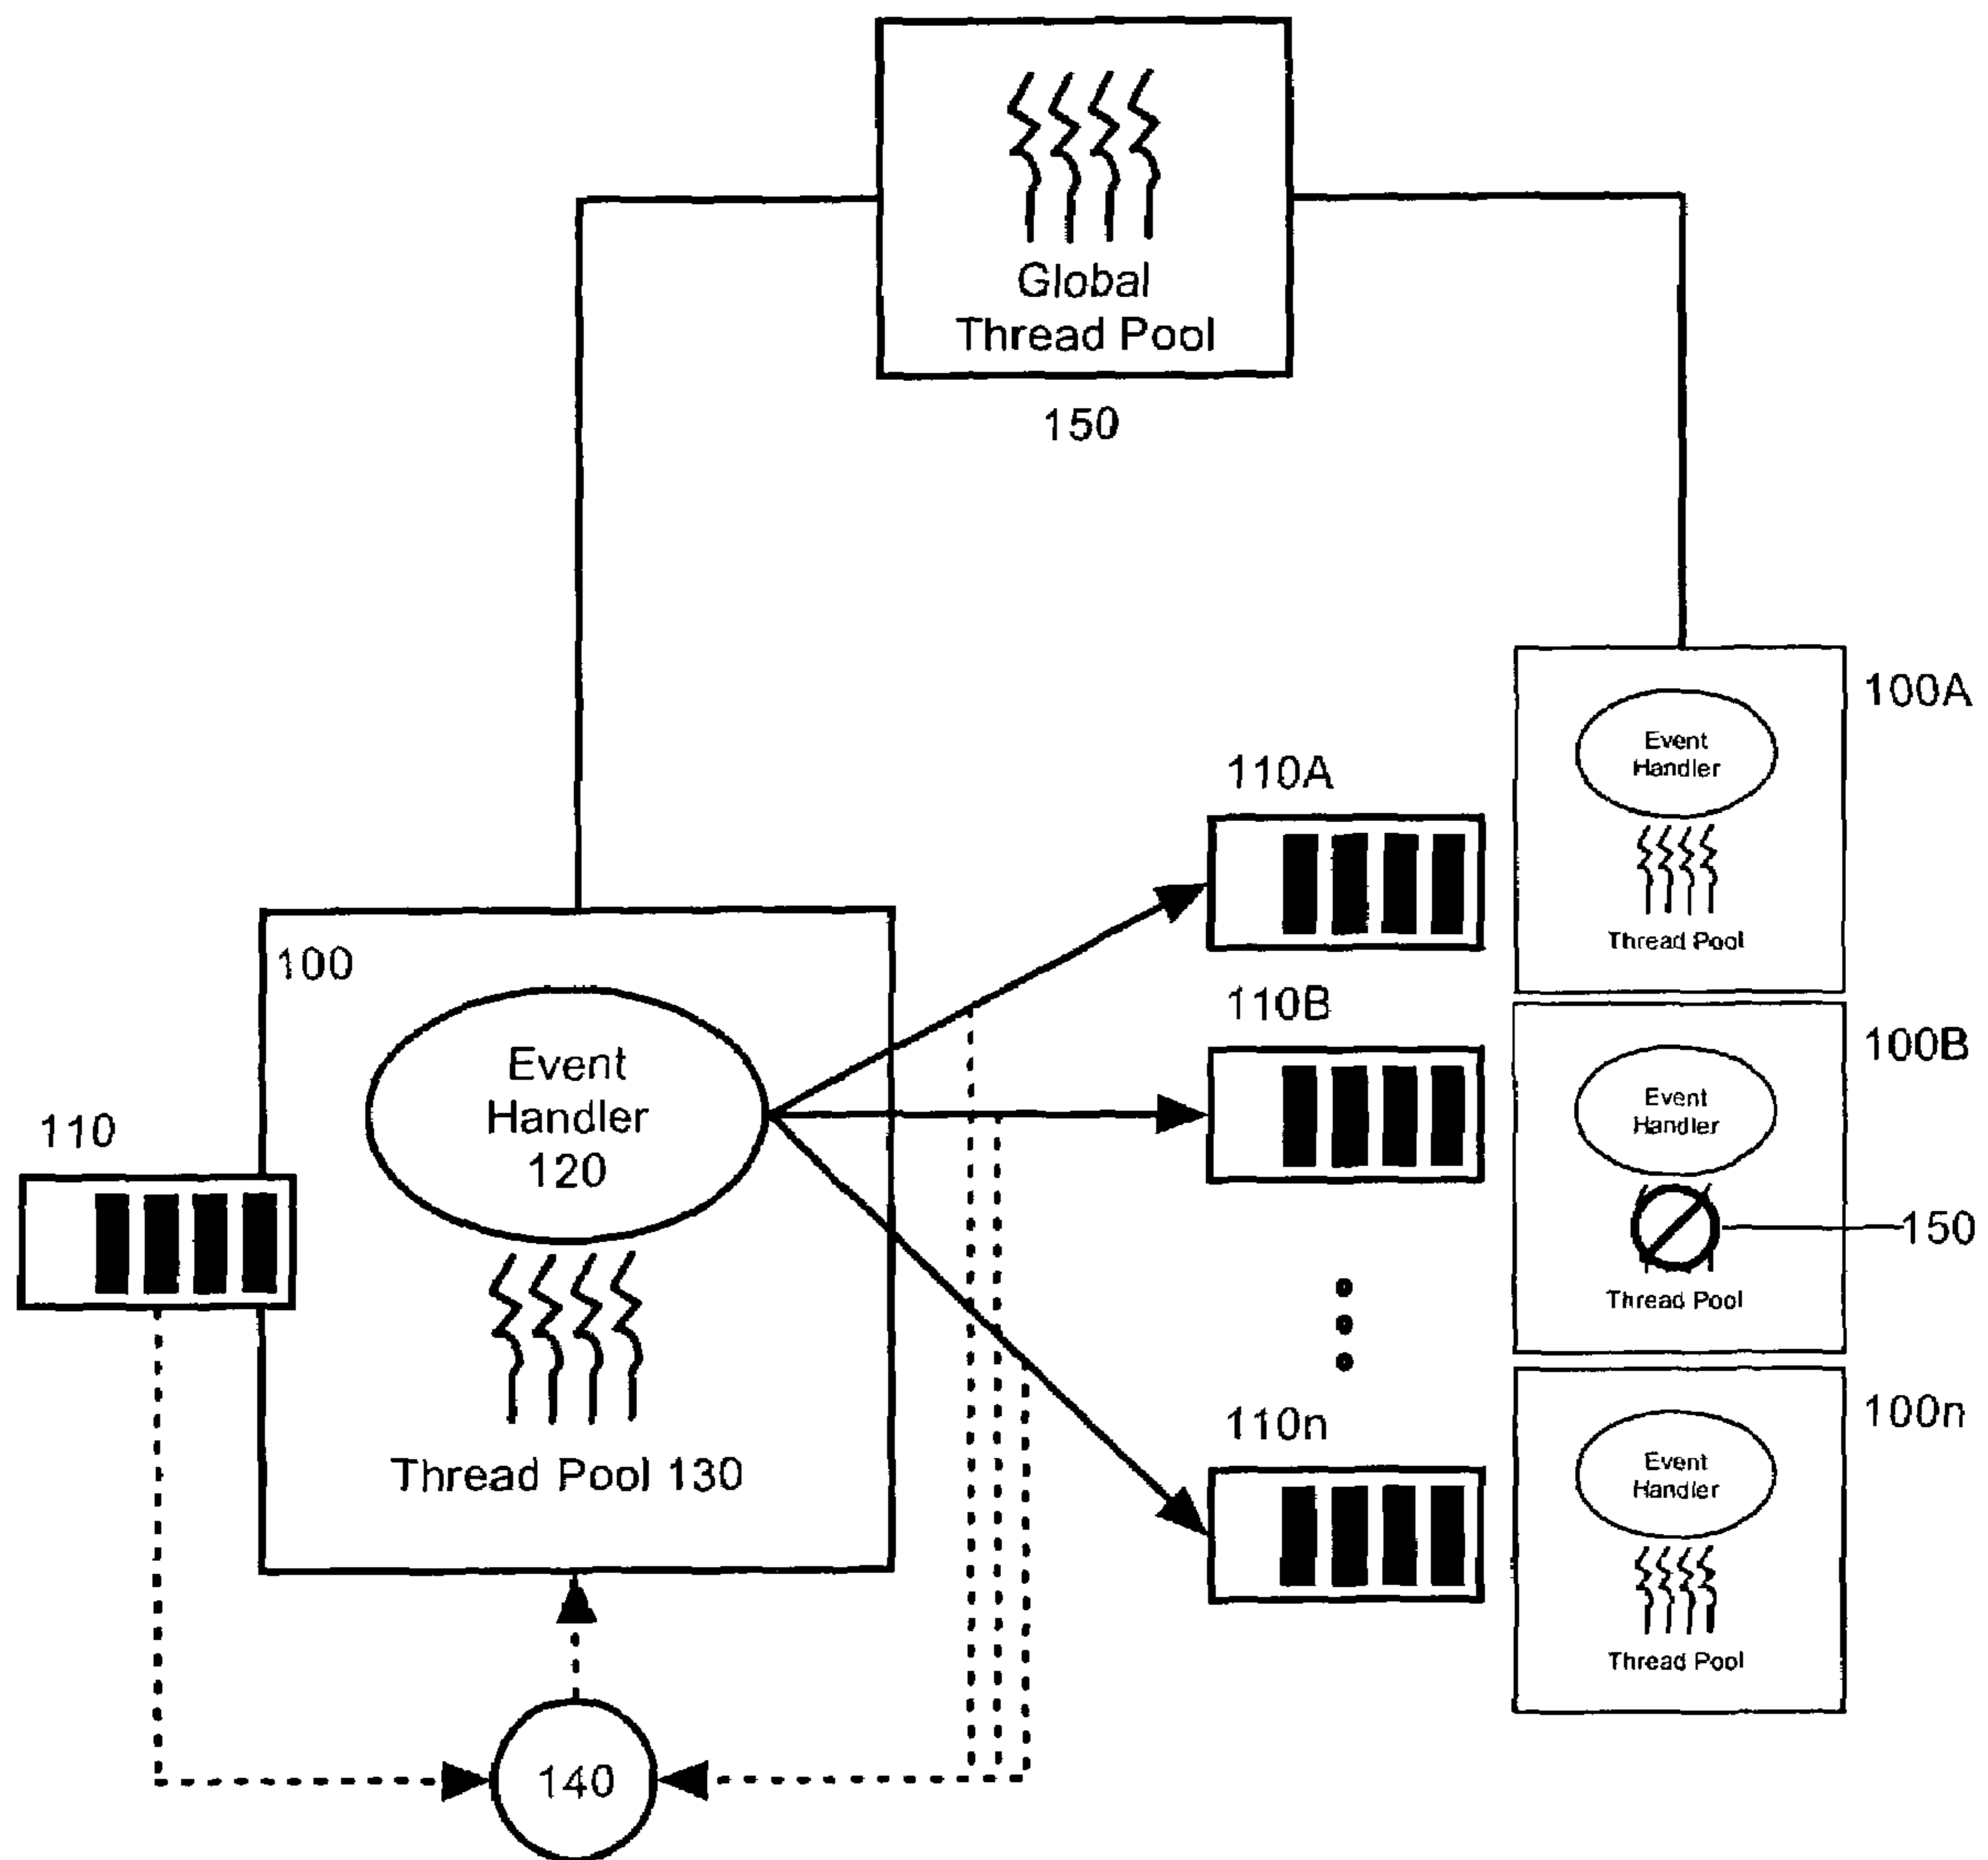 Global
Thread Pool
150
100A
Event
Handler
Thread Pool
110A
100
110B
100B
Event
Handler
120
Event
Handler
110
150
Thread Pool
110n
100n
Thread Pool 130
Event
Handler
Thread Pool
140